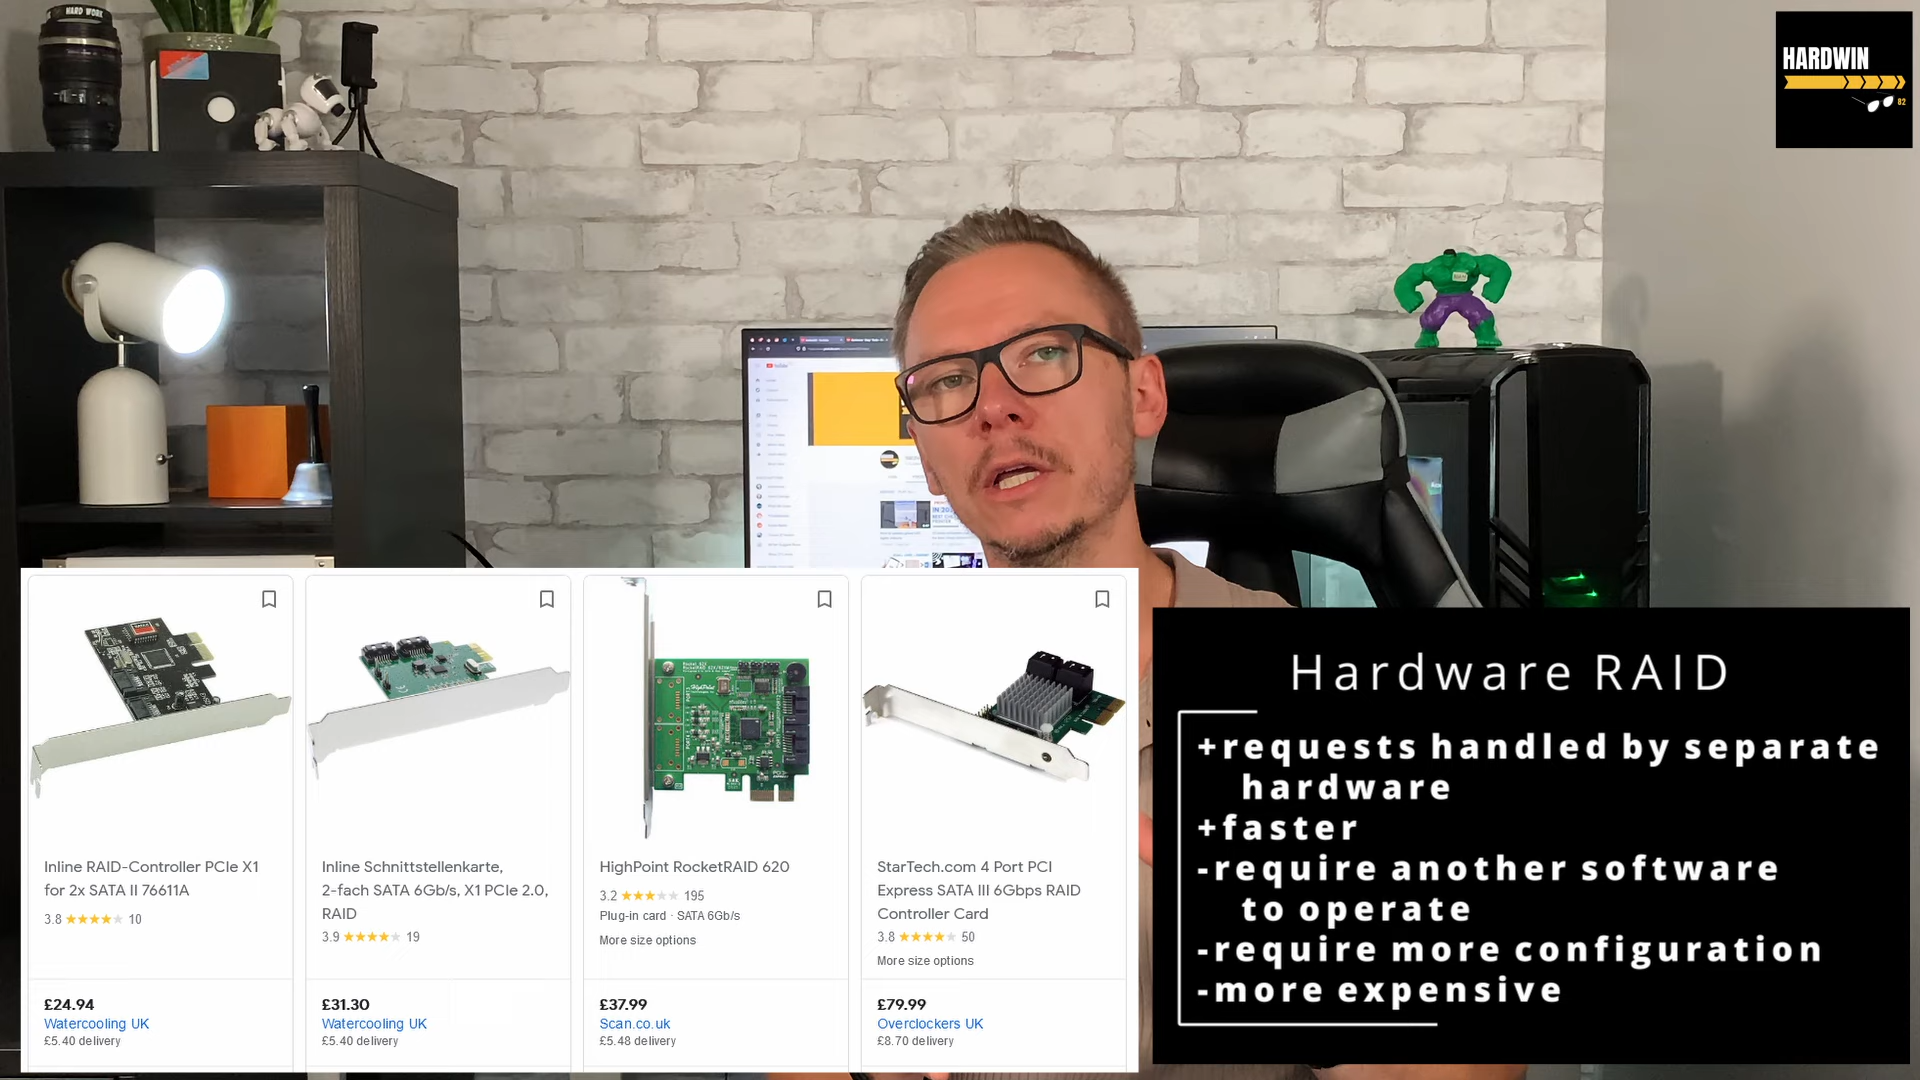 HARD WORK
HARDWIN
82
Inline RAID-Controller PCIe X1
for 2x SATA II 76611A
3.8 ★★★★★ 10
£24.94
Watercooling UK
£5.40 delivery
Inline Schnittstellenkarte,
2-fach SATA 6Gb/s, X1 PCIe 2.0,
RAID
3.9 ★★★★★ 19
£31.30
Watercooling UK
£5.40 delivery
HighPoint RocketRAID 620
3.2 ★★★★★ 195
Plug-in card · SATA 6Gb/s
More size options
£37.99
Scan.co.uk
£5.48 delivery
StarTech.com 4 Port PCI
Express SATA III 6Gbps RAID
Controller Card
3.8 ★★★★★ 50
More size options
£79.99
Overclockers UK
£8.70 delivery
Hardware RAID
+requests handled by separate
hardware
+faster
-require another software
to operate
-require more configuration
-more expensive